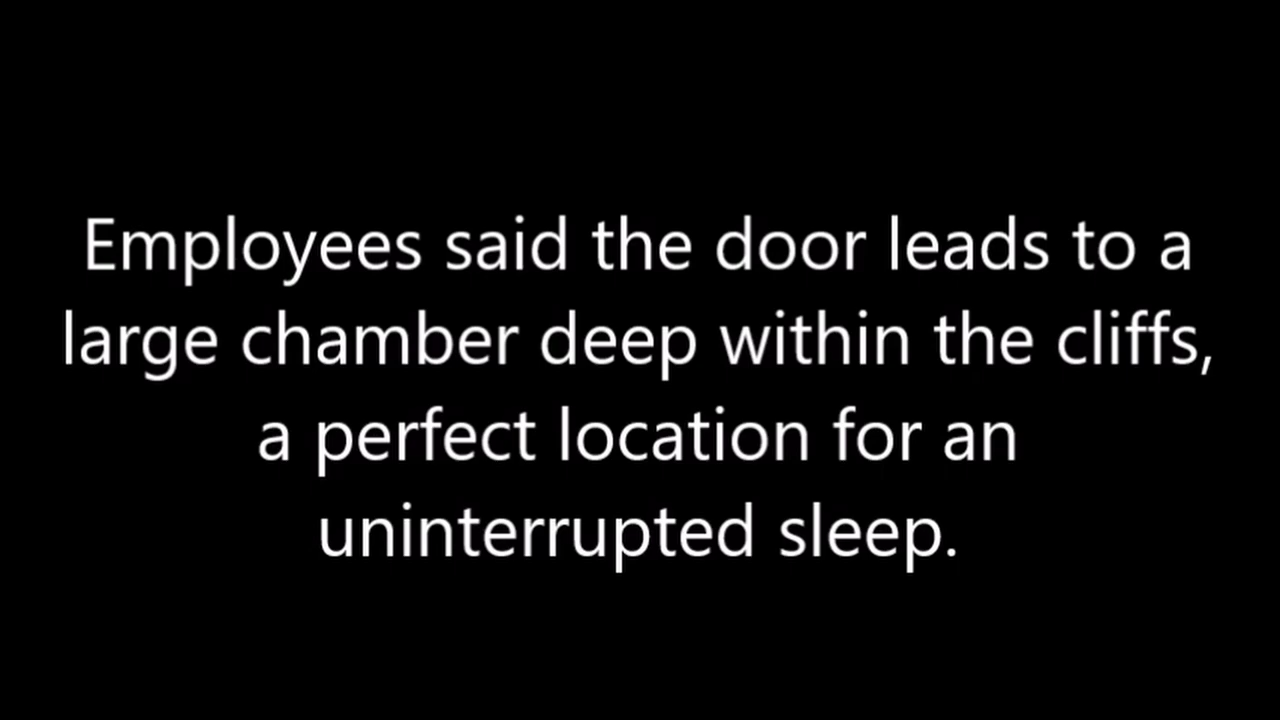 Employees said the door leads to a
large chamber deep within the cliffs,
a perfect location for an
uninterrupted sleep.